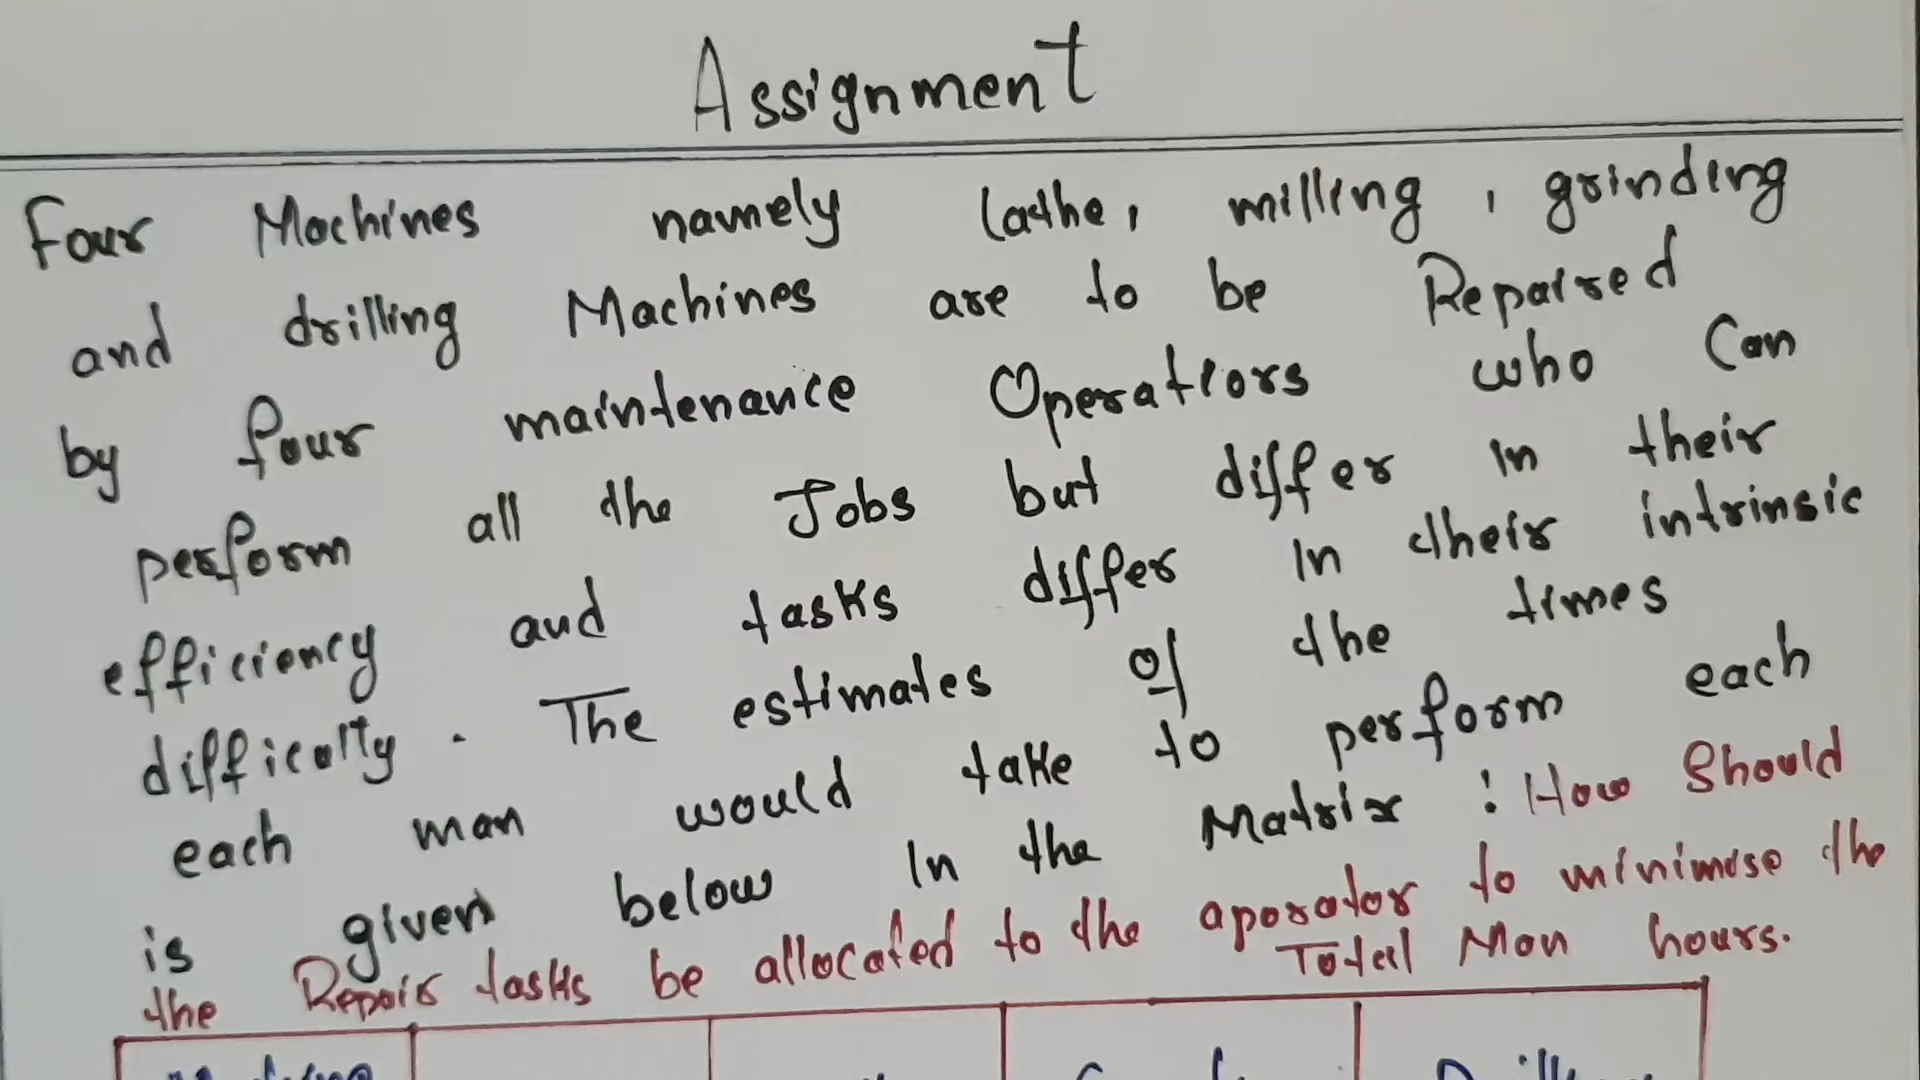 Assignment
Four Machines namely lathe, milling, grinding
and drilling Machines are to be Repaired
by four maintenance Operatiors who Can
perform all the Jobs but differ in their
efficiency and tasks differ in their intrinsic
difficulty. The estimates of the times
each man would take to perform each
is given below in the Matrix : How Should
the Repair tasks be allocated to the aporator to minimise the
Total Man hours.